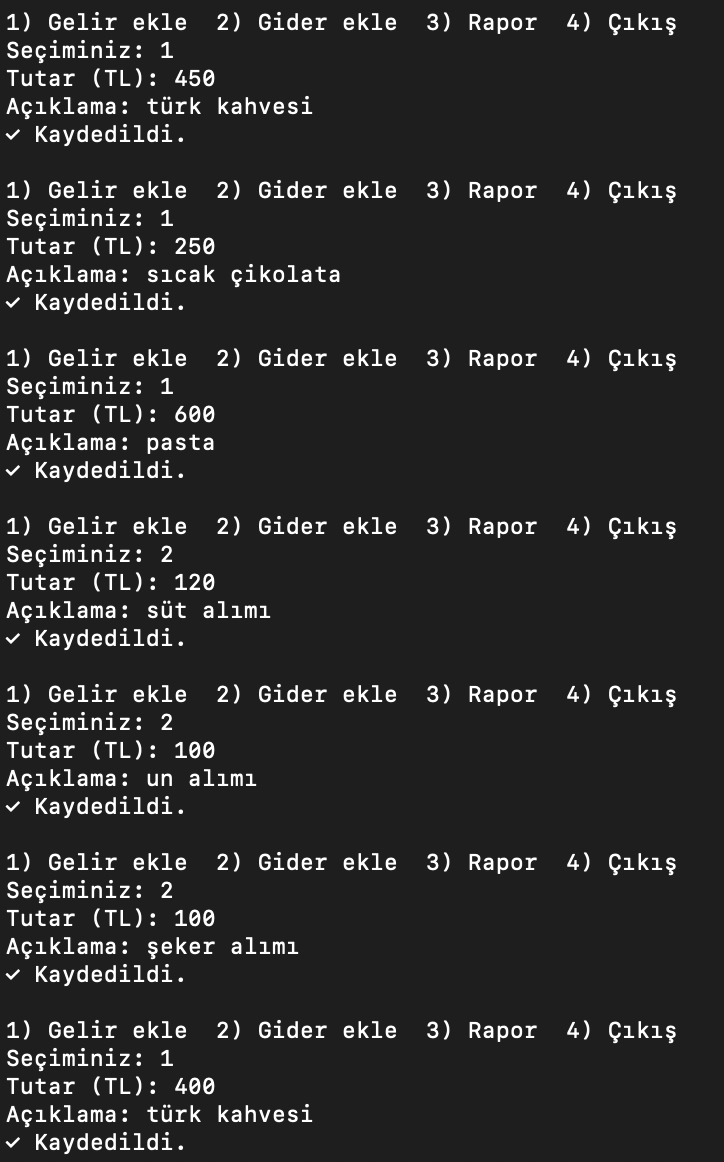 1) Gelir ekle  2) Gider ekle  3) Rapor  4) Çıkış
Seçiminiz: 1
Tutar (TL): 450
Açıklama: türk kahvesi
✓ Kaydedildi.

1) Gelir ekle  2) Gider ekle  3) Rapor  4) Çıkış
Seçiminiz: 1
Tutar (TL): 250
Açıklama: sıcak çikolata
✓ Kaydedildi.

1) Gelir ekle  2) Gider ekle  3) Rapor  4) Çıkış
Seçiminiz: 1
Tutar (TL): 600
Açıklama: pasta
✓ Kaydedildi.

1) Gelir ekle  2) Gider ekle  3) Rapor  4) Çıkış
Seçiminiz: 2
Tutar (TL): 120
Açıklama: süt alımı
✓ Kaydedildi.

1) Gelir ekle  2) Gider ekle  3) Rapor  4) Çıkış
Seçiminiz: 2
Tutar (TL): 100
Açıklama: un alımı
✓ Kaydedildi.

1) Gelir ekle  2) Gider ekle  3) Rapor  4) Çıkış
Seçiminiz: 2
Tutar (TL): 100
Açıklama: şeker alımı
✓ Kaydedildi.

1) Gelir ekle  2) Gider ekle  3) Rapor  4) Çıkış
Seçiminiz: 1
Tutar (TL): 400
Açıklama: türk kahvesi
✓ Kaydedildi.